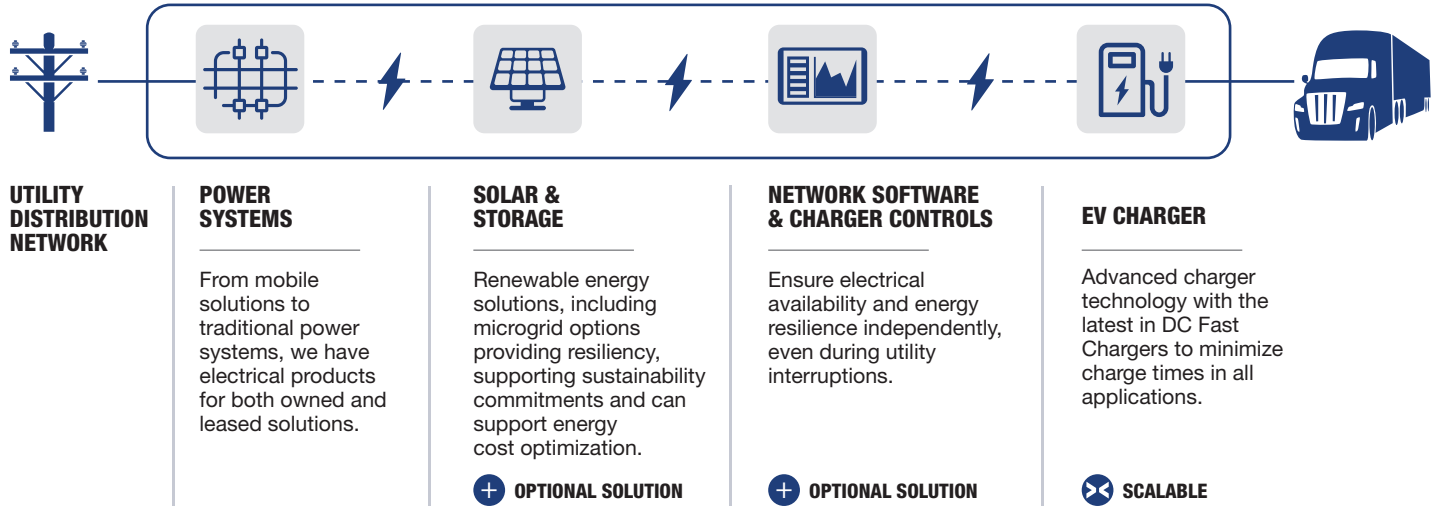 UTILITY
DISTRIBUTION
NETWORK
POWER
SYSTEMS
From mobile
solutions to
traditional power
systems, we have
electrical products
for both owned and
leased solutions.
SOLAR &
STORAGE
Renewable energy
solutions, including
microgrid options
providing resiliency,
supporting sustainability
commitments and can
support energy
cost optimization.
OPTIONAL SOLUTION
NETWORK SOFTWARE
& CHARGER CONTROLS
Ensure electrical
availability and energy
resilience independently,
even during utility
interruptions.
OPTIONAL SOLUTION
EV CHARGER
Advanced charger
technology with the
latest in DC Fast
Chargers to minimize
charge times in all
applications.
SCALABLE